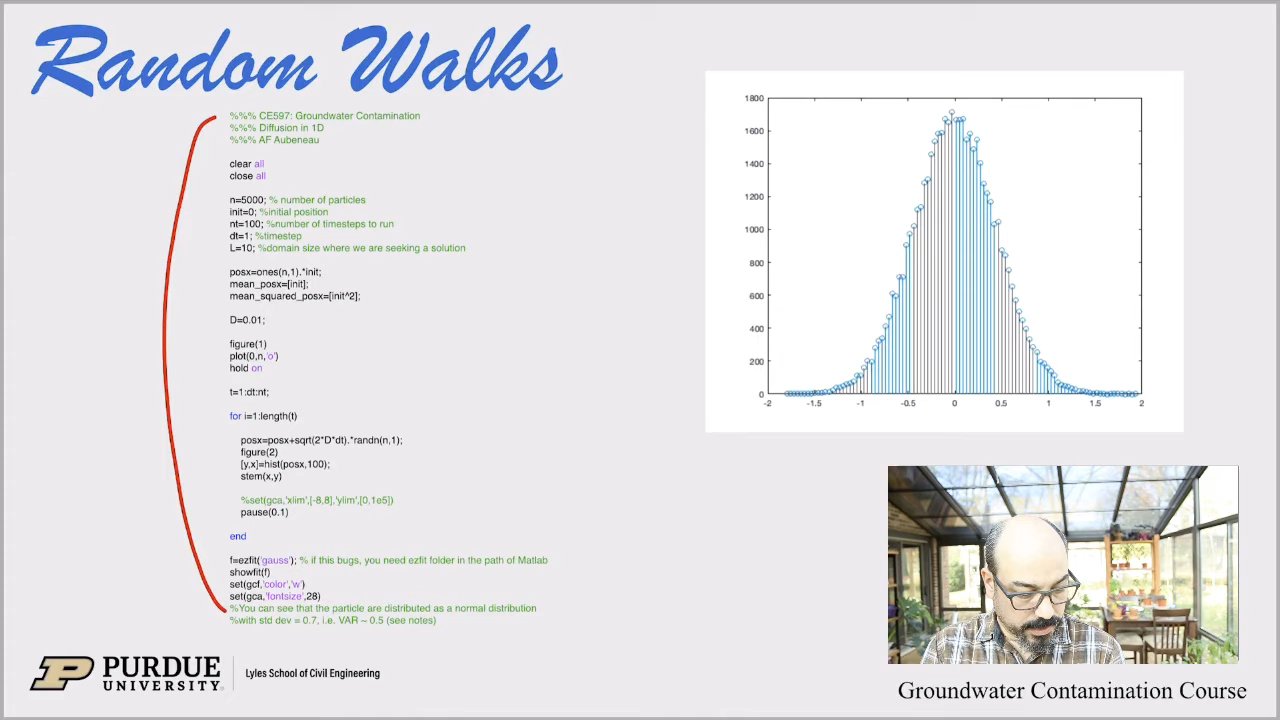 Random Walks
%%% CE597: Groundwater Contamination
%%% Diffusion in 1D
%%% AF Aubeneau
clear all
close all
n=5000; % number of particles
init=0; %initial position
nt=100; %number of timesteps to run
dt=1; %timestep
L=10; %domain size where we are seeking a solution
posx=ones(n,1).*init;
mean_posx=[init];
mean_squared_posx=[init^2];
D=0.01;
figure(1)
plot(0,n,'o')
hold on
t=1:dt:nt;
for i=1:length(t)
posx=posx+sqrt(2*D*dt).*randn(n,1);
figure(2)
[y,x]=hist(posx,100);
stem(x,y)
%set(gca,'xlim',[-8,8],'ylim',[0,1e5])
pause(0.1)
end
f=ezfit('gauss'); % if this bugs, you need ezfit folder in the path of Matlab
showfit(f)
set(gcf,'color','w')
set(gca,'fontsize',28)
%You can see that the particle are distributed as a normal distribution
%with std dev = 0.7, i.e. VAR ~ 0.5 (see notes)
1800
1600
1400
1200
1000
800
600
400
200
0
-2 -1.5 -1 -0.5 0 0.5 1 1.5 2
P PURDUE UNIVERSITY
Lyles School of Civil Engineering
Groundwater Contamination Course